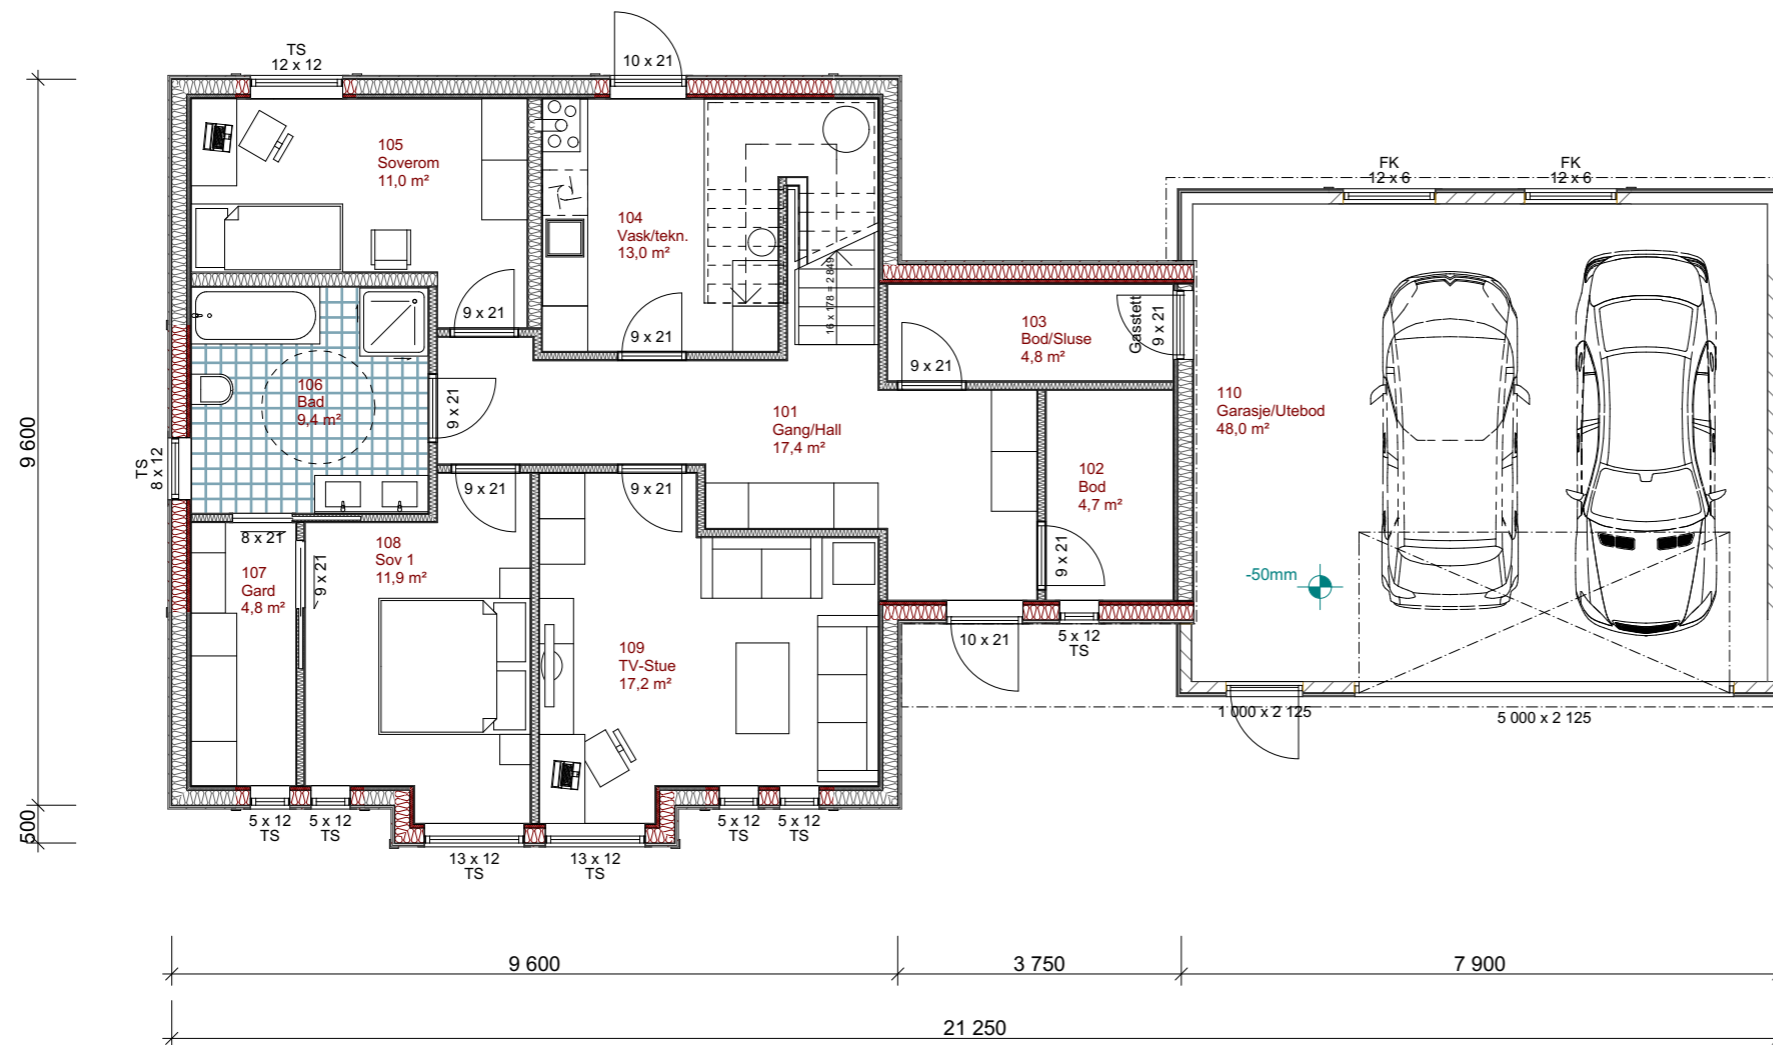 TS
12 x 12
10 x 21
FK
12 x 6
FK
12 x 6
105
Soverom
11,0 m²
104
Vask/tekn.
13,0 m²
16 x 178 = 2 849
9 x 21
9 x 21
103
Bod/Sluse
4,8 m²
Gasstett
9 x 21
9 x 21
106
Bad
9,4 m²
9 x 21
101
Gang/Hall
17,4 m²
110
Garasje/Utebod
48,0 m²
9 600
TS
8 x 12
9 x 21
9 x 21
102
Bod
4,7 m²
8 x 21
108
Sov 1
11,9 m²
107
Gard
4,8 m²
9 x 21
9 x 21
-50mm
109
TV-Stue
17,2 m²
10 x 21
5 x 12
TS
1 000 x 2 125
5 000 x 2 125
500
5 x 12
TS
5 x 12
TS
5 x 12
TS
5 x 12
TS
13 x 12
TS
13 x 12
TS
9 600
3 750
7 900
21 250